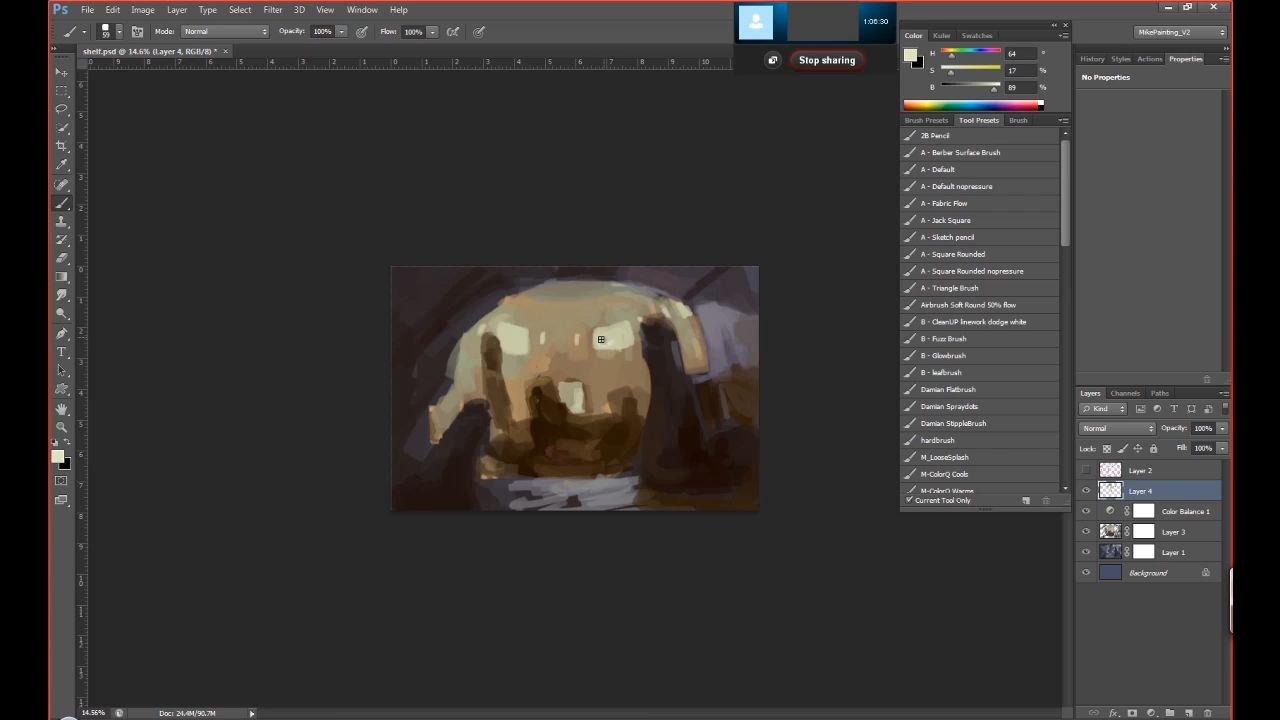 Ps File Edit Image Layer Type Select Filter 3D View Window Help
59 Mode: Normal Opacity: 100% Flow: 100%
1:06:30
Stop sharing
MikePainting_V2
shelf.psd @ 14.6% (Layer 4, RGB/8) *
Color Kuler Swatches
H 64 °
S 17 %
B 89 %
History Styles Actions Properties
No Properties
Brush Presets Tool Presets Brush
2B Pencil
A - Berber Surface Brush
A - Default
A - Default nopressure
A - Fabric Flow
A - Jack Square
A - Sketch pencil
A - Square Rounded
A - Square Rounded nopressure
A - Triangle Brush
Airbrush Soft Round 50% flow
B - CleanUP linework dodge white
B - Fuzz Brush
B - Glowbrush
B - leafbrush
Damian Flatbrush
Damian Spraydots
Damian StippleBrush
hardbrush
M_LooseSplash
M-ColorQ Cools
M-ColorQ Warms
Current Tool Only
Layers Channels Paths
Kind
Normal Opacity: 100%
Lock: Fill: 100%
Layer 2
Layer 4
Color Balance 1
Layer 3
Layer 1
Background
14.56% Doc: 24.4M/90.7M